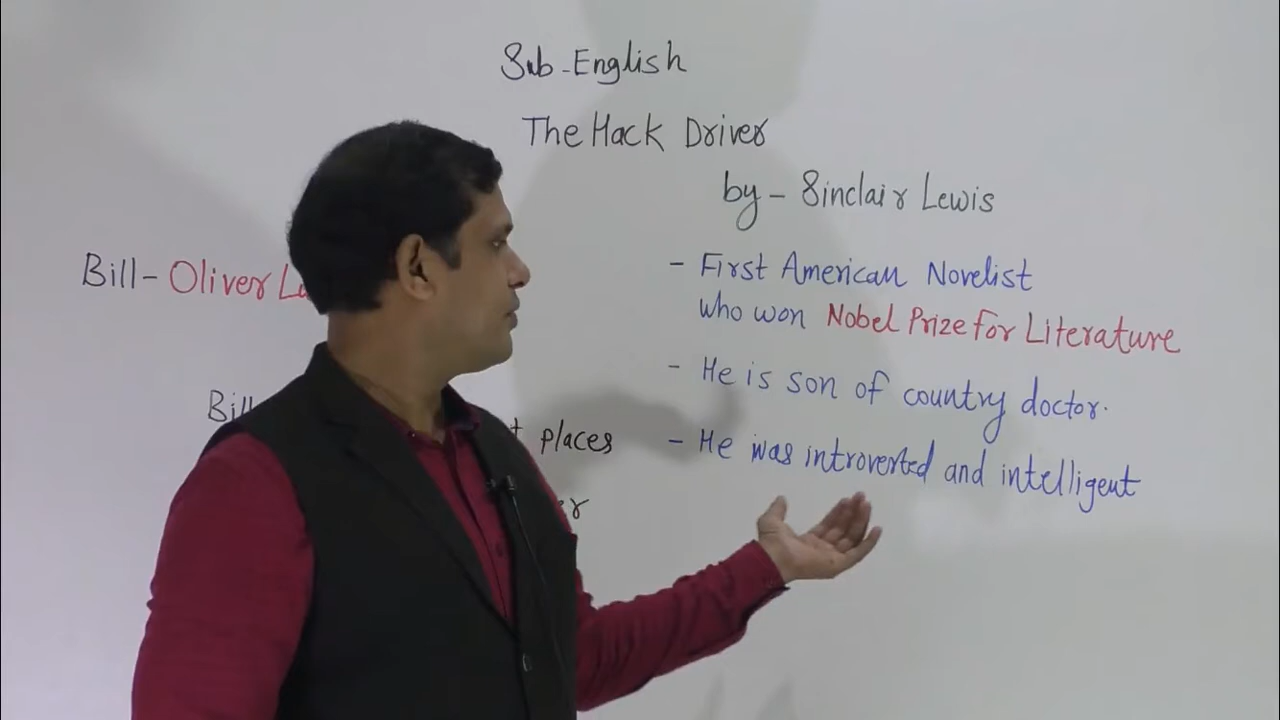 Sub - English
The Hack Driver
by - Sinclair Lewis
Bill - Oliver
- First American Novelist
who won Nobel Prize for Literature
- He is son of country doctor.
Bill
places
- He was introverted and intelligent